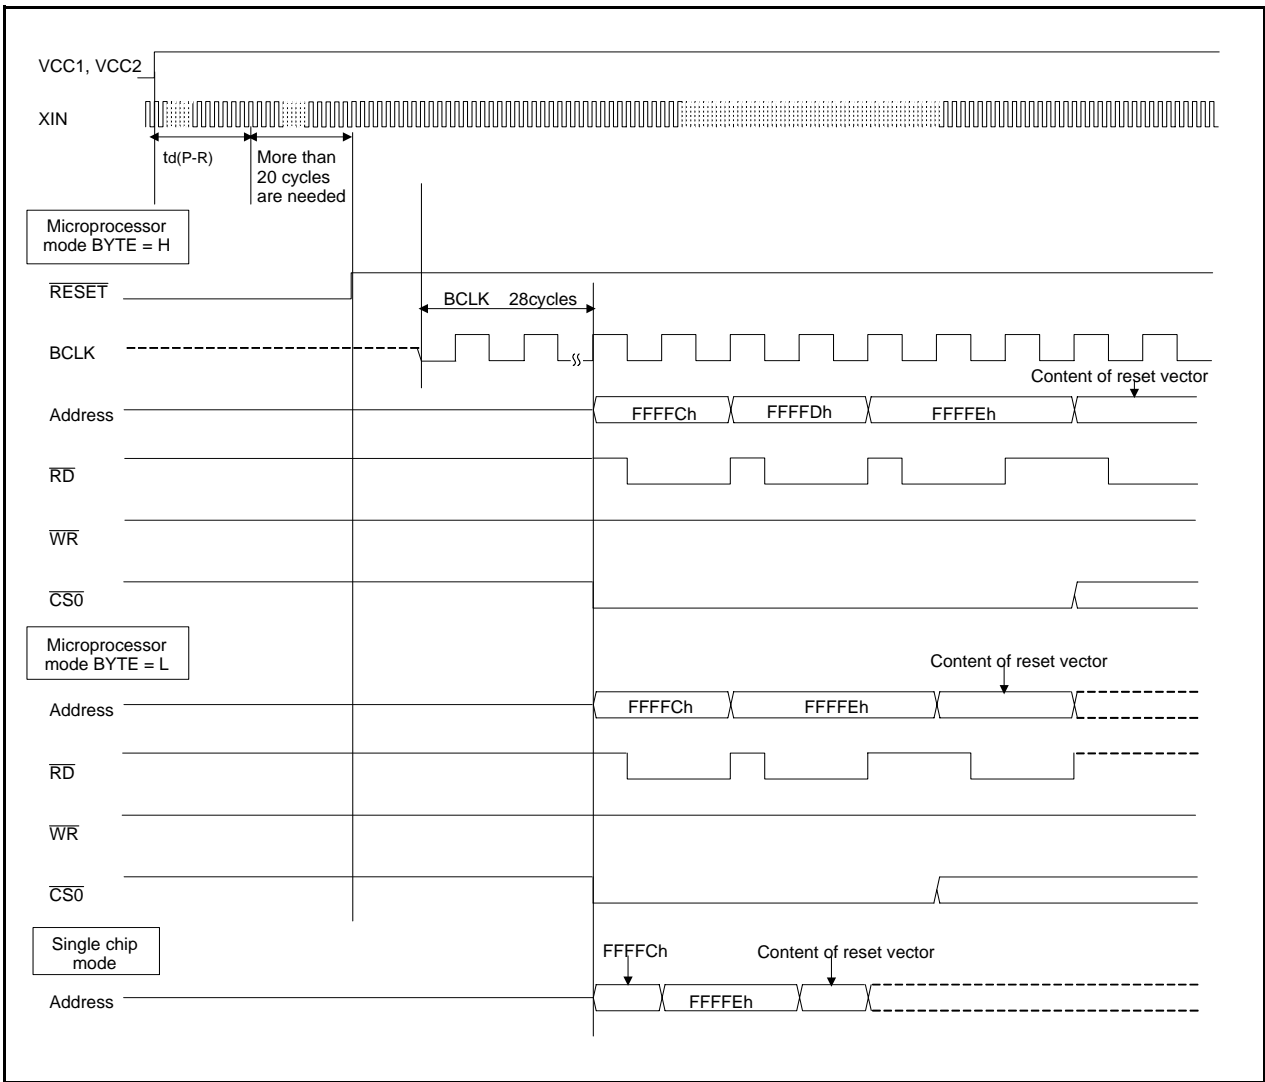 VCC1, VCC2
XIN
td(P-R)
More than
20 cycles
are needed
Microprocessor
mode BYTE = H
RESET
BCLK 28cycles
BCLK
Content of reset vector
Address
FFFFCh
FFFFDh
FFFFEh
RD
WR
CS0
Microprocessor
mode BYTE = L
Content of reset vector
Address
FFFFCh
FFFFEh
RD
WR
CS0
Single chip
mode
FFFFCh
Content of reset vector
Address
FFFFEh